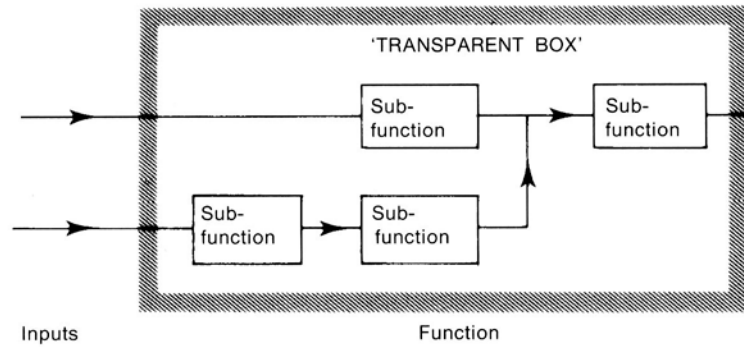 'TRANSPARENT BOX'
Sub-
function
Sub-
function
Sub-
function
Sub-
function
Inputs
Function